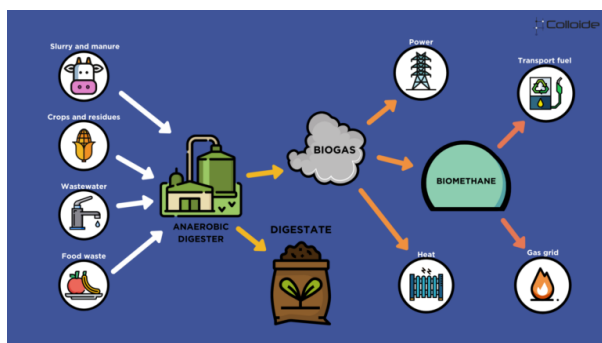 Colloide
Slurry and manure
Power
Transport fuel
Crops and residues
BIOGAS
Wastewater
BIOMETHANE
ANAEROBIC
DIGESTER
DIGESTATE
Food waste
Heat
Gas grid